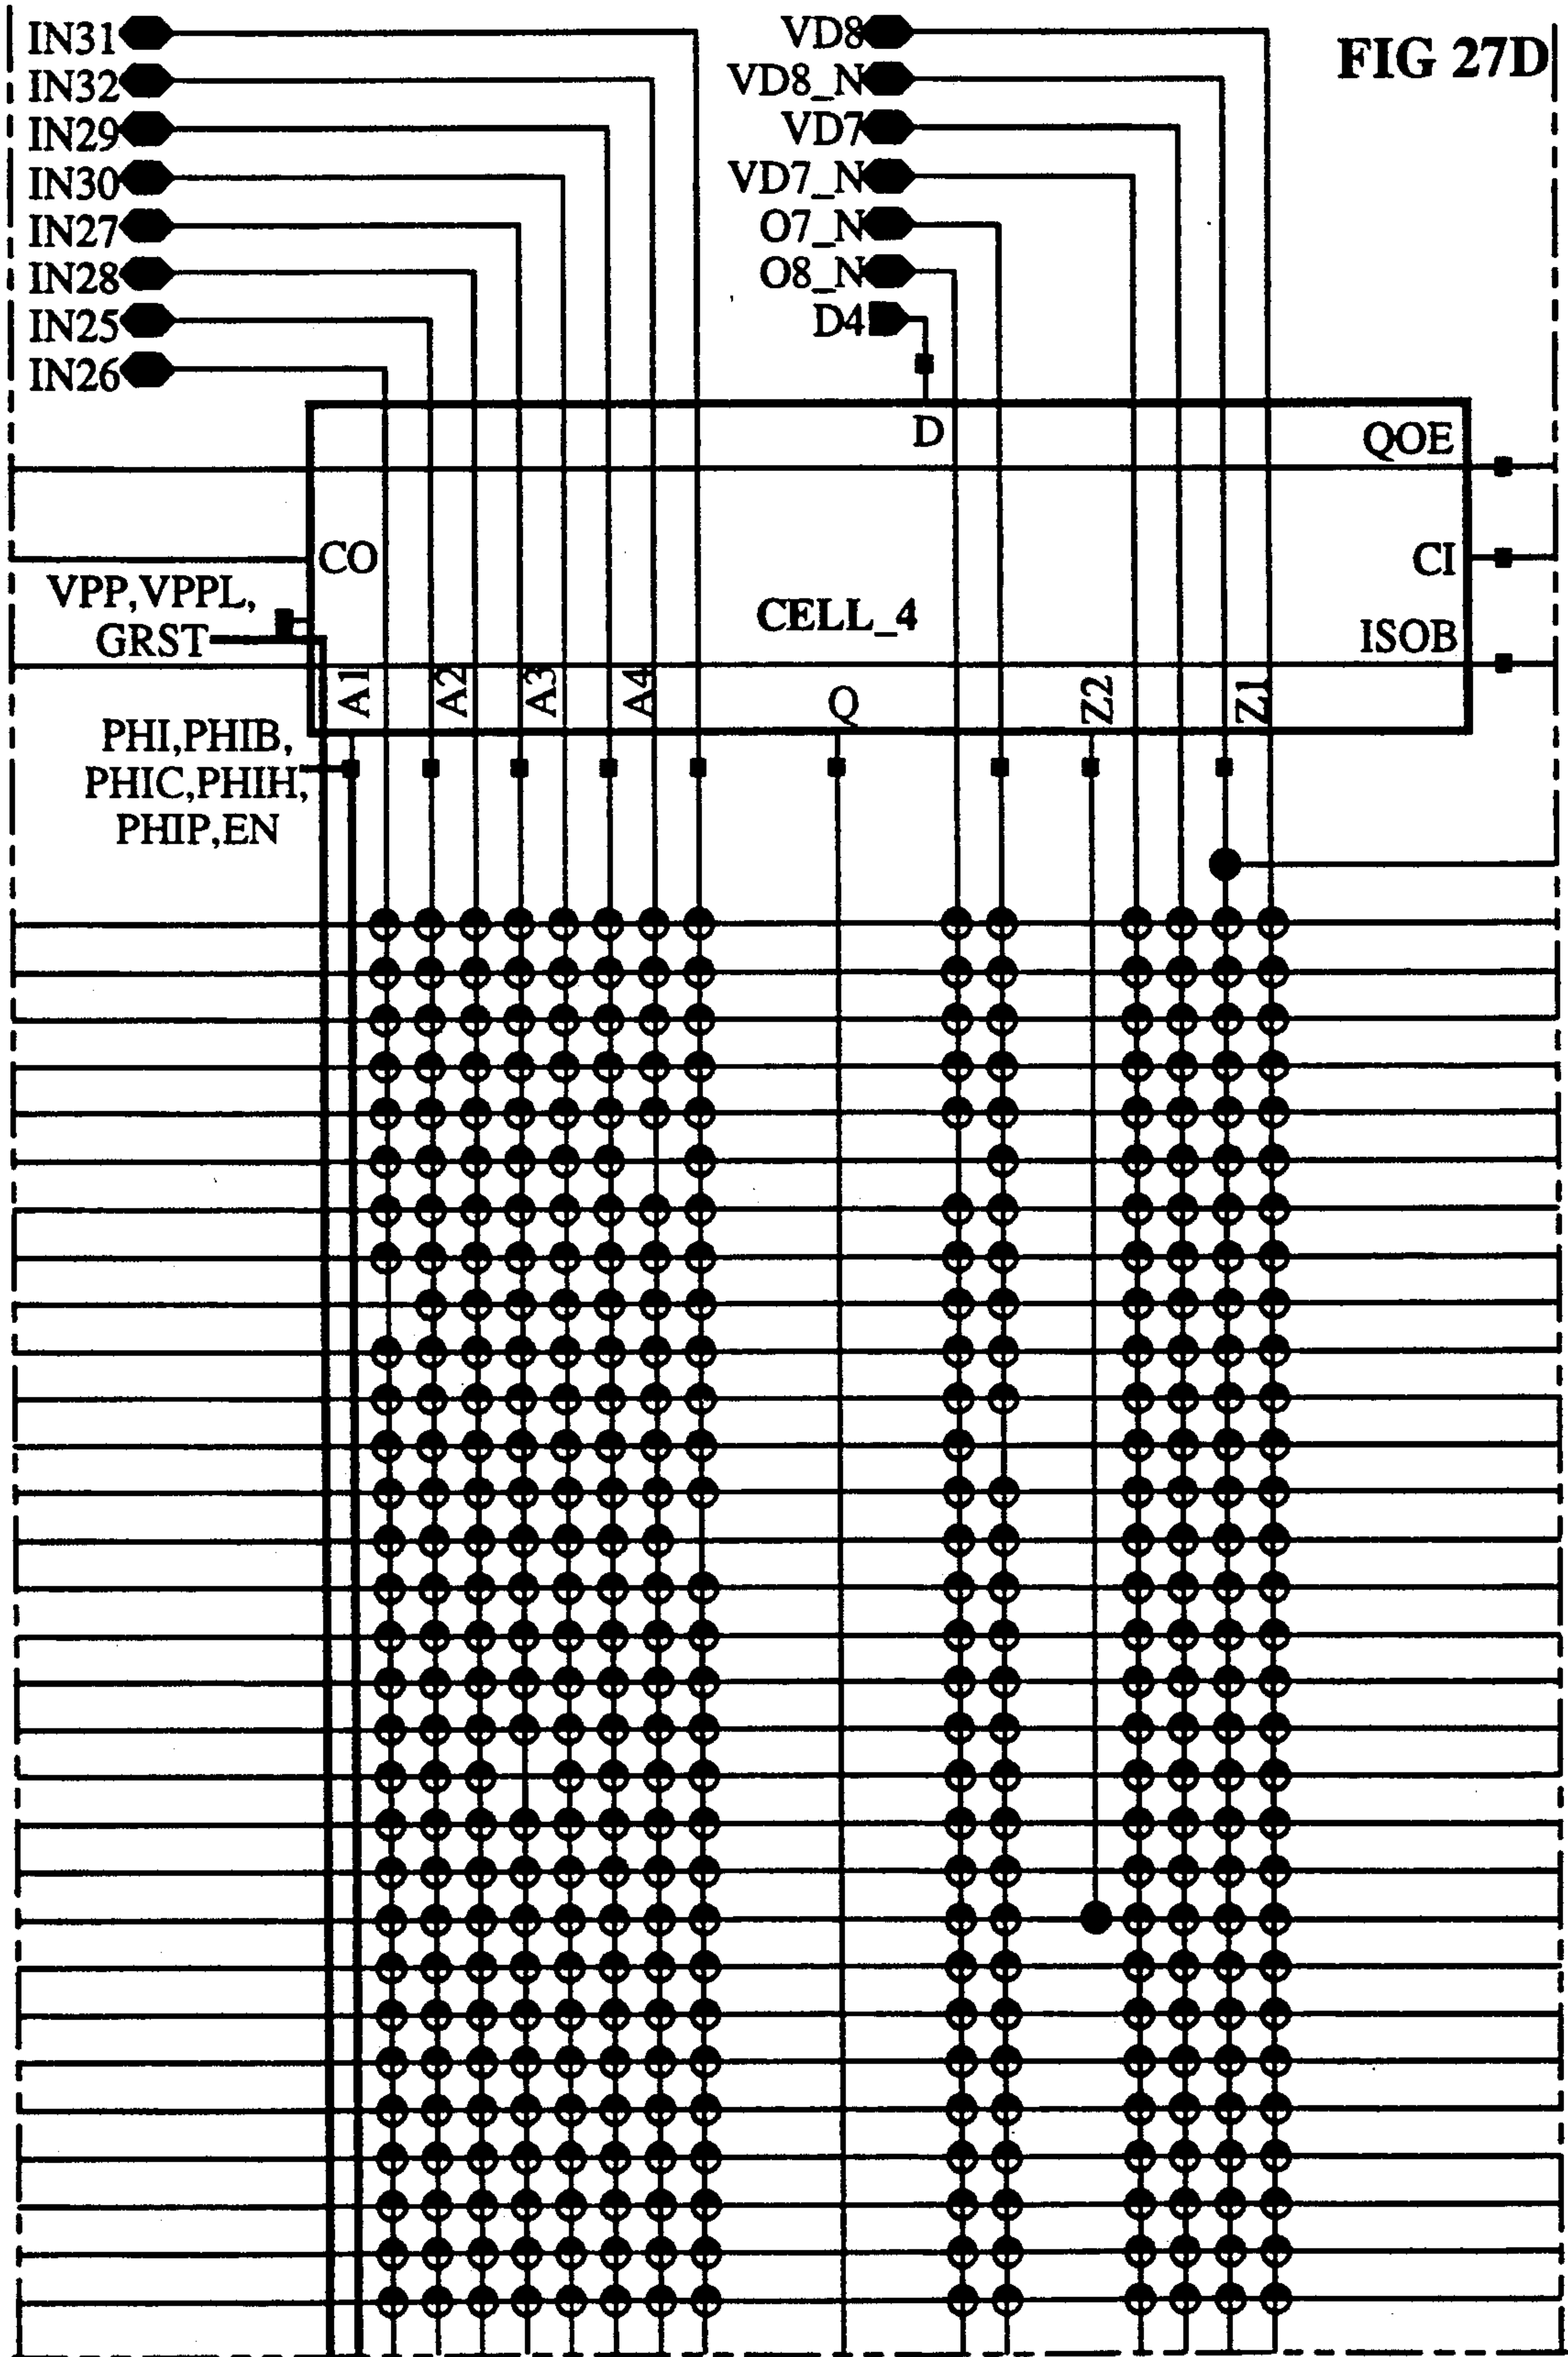 FIG 27D
IN31
IN32
IN29
IN30
IN27
IN28
IN25
IN26
VD8
VD8_N
VD7
VD7_N
O7_N
O8_N
D4
D
QOE
CO
CI
VPP,VPPL,
GRST
CELL_4
ISOB
A1
A2
A3
A4
Q
Z2
Z1
PHI,PHIB,
PHIC,PHIH,
PHIP,EN